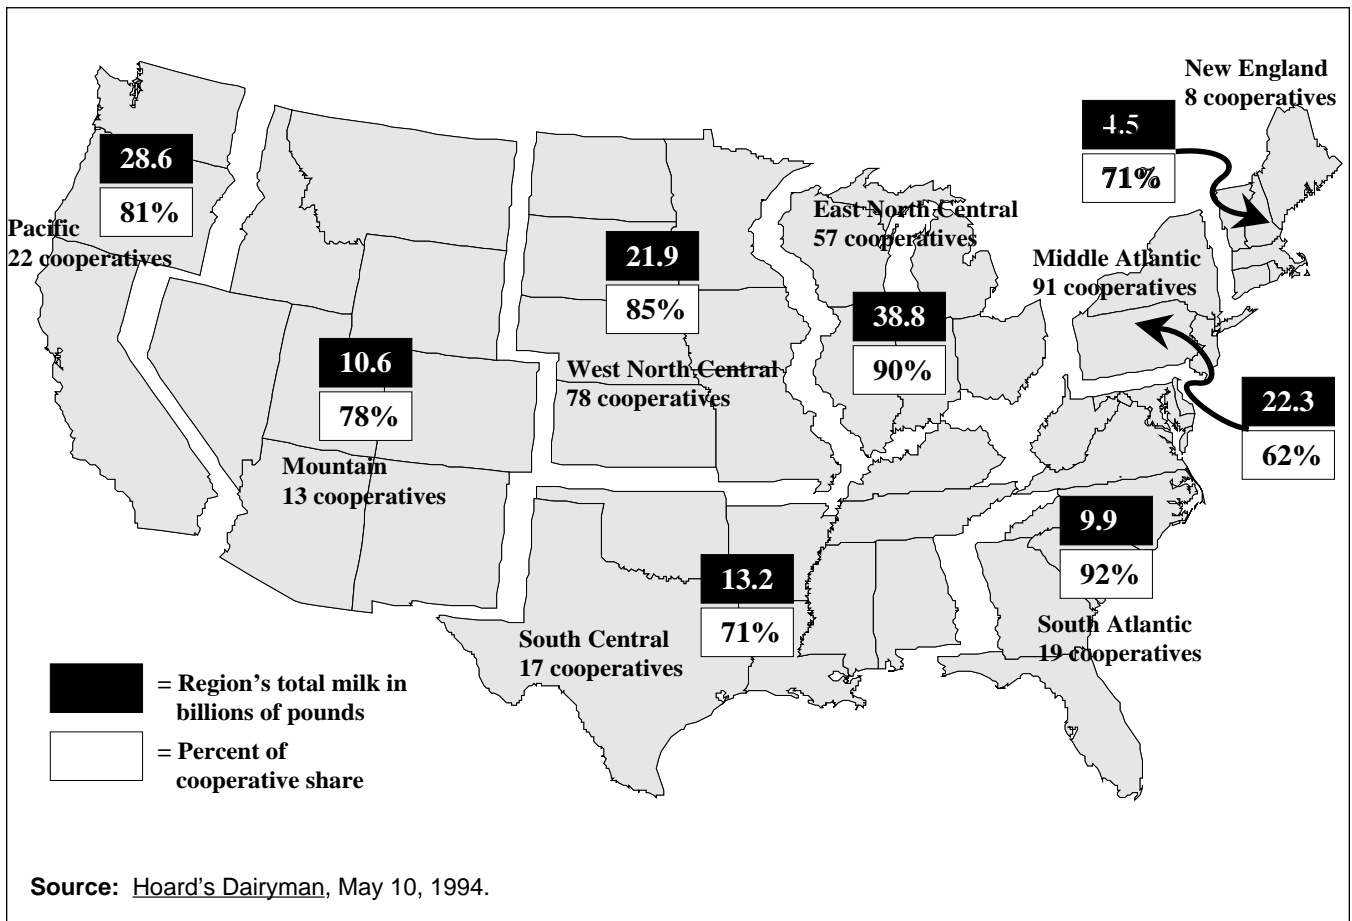 New England
8 cooperatives
4.5
71%
28.6
81%
Pacific
22 cooperatives
East North Central
57 cooperatives
21.9
85%
Middle Atlantic
91 cooperatives
38.8
90%
10.6
78%
West North Central
78 cooperatives
22.3
62%
Mountain
13 cooperatives
9.9
92%
13.2
71%
South Central
17 cooperatives
South Atlantic
19 cooperatives
= Region’s total milk in
billions of pounds
= Percent of
cooperative share
Source: Hoard’s Dairyman, May 10, 1994.